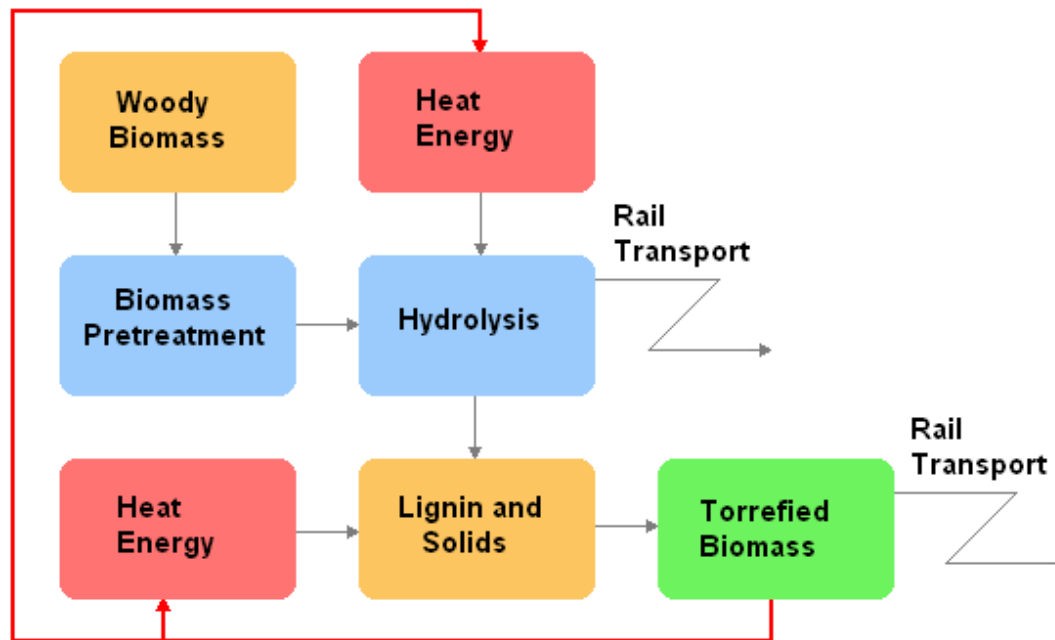 Woody
Biomass
Heat
Energy
Rail
Transport
Biomass
Pretreatment
Hydrolysis
Heat
Energy
Lignin and
Solids
Torrefied
Biomass
Rail
Transport